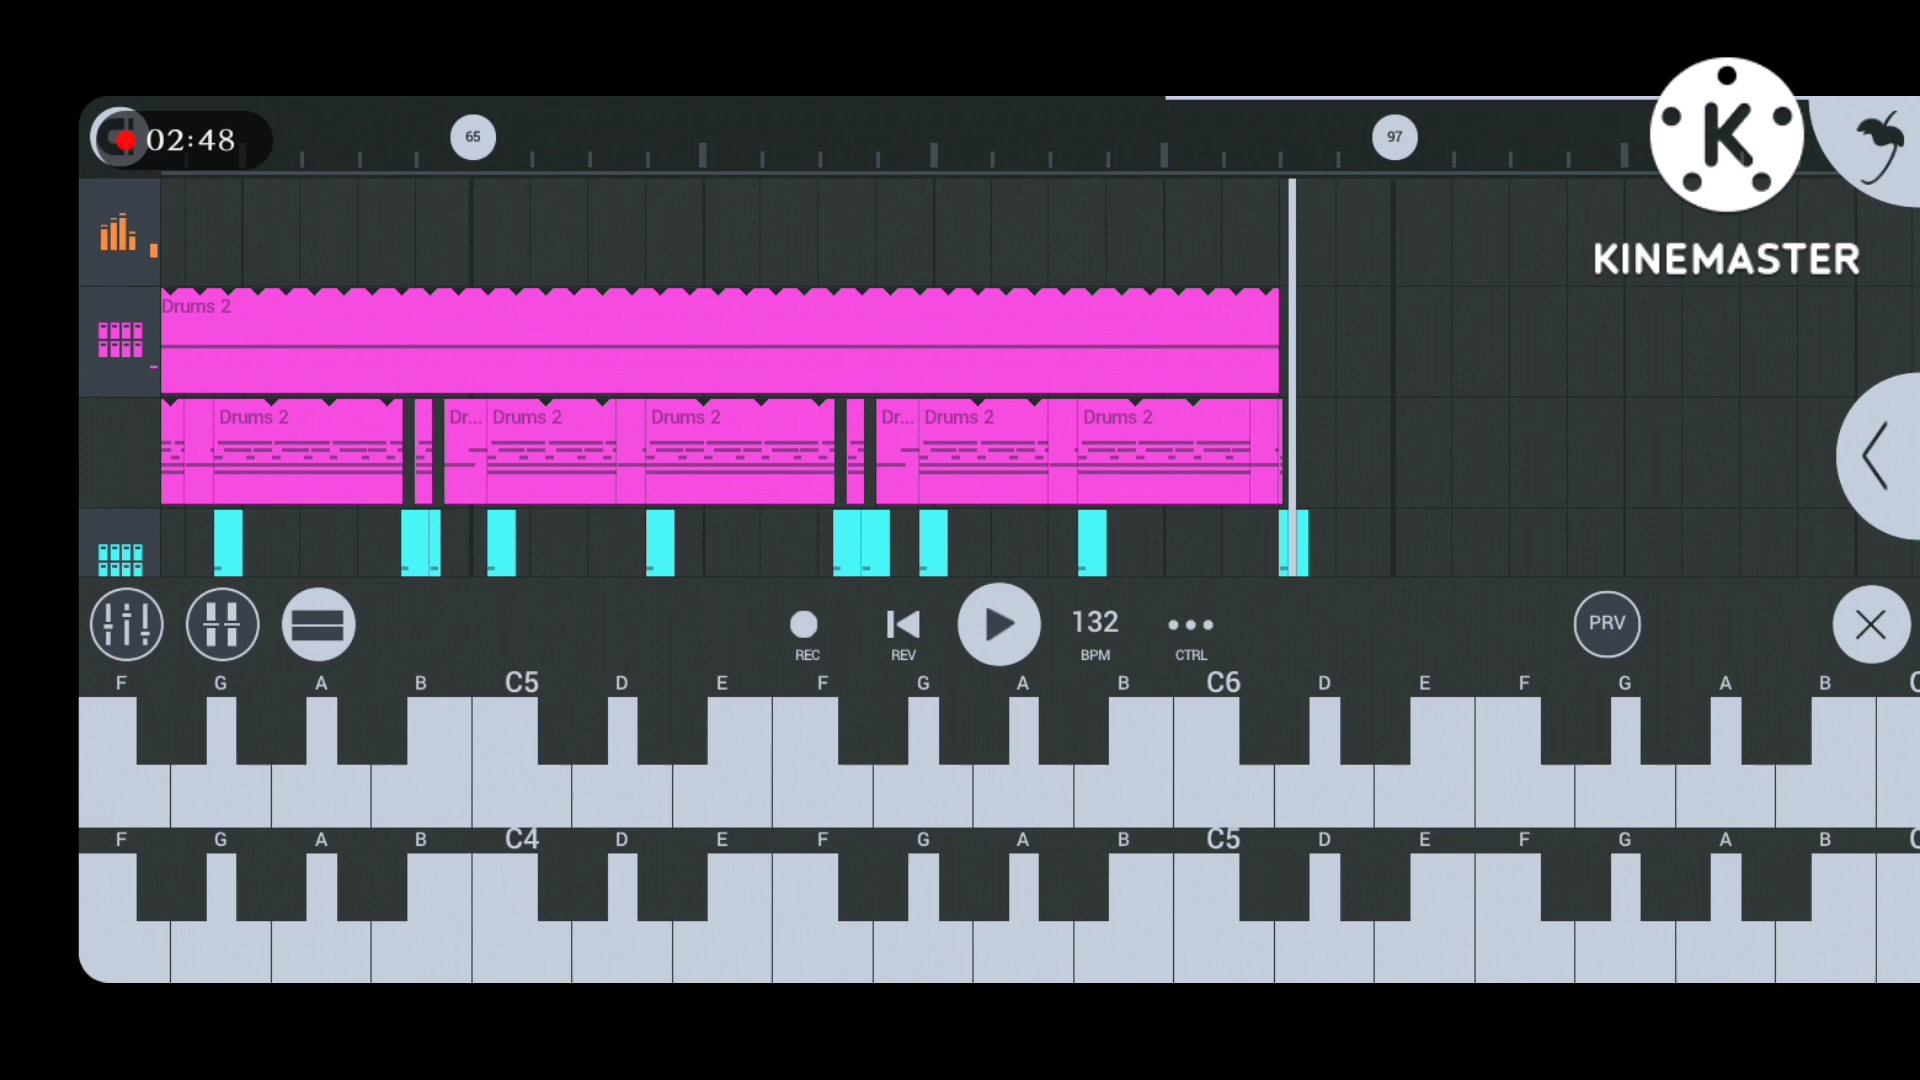 02:48
65
97
K
KINEMASTER
Drums 2
Drums 2
Dr...
Drums 2
Drums 2
Dr...
Drums 2
Drums 2
132
PRV
REC
REV
BPM
CTRL
F G A B C5 D E F G A B C6 D E F G A B C
F G A B C4 D E F G A B C5 D E F G A B C